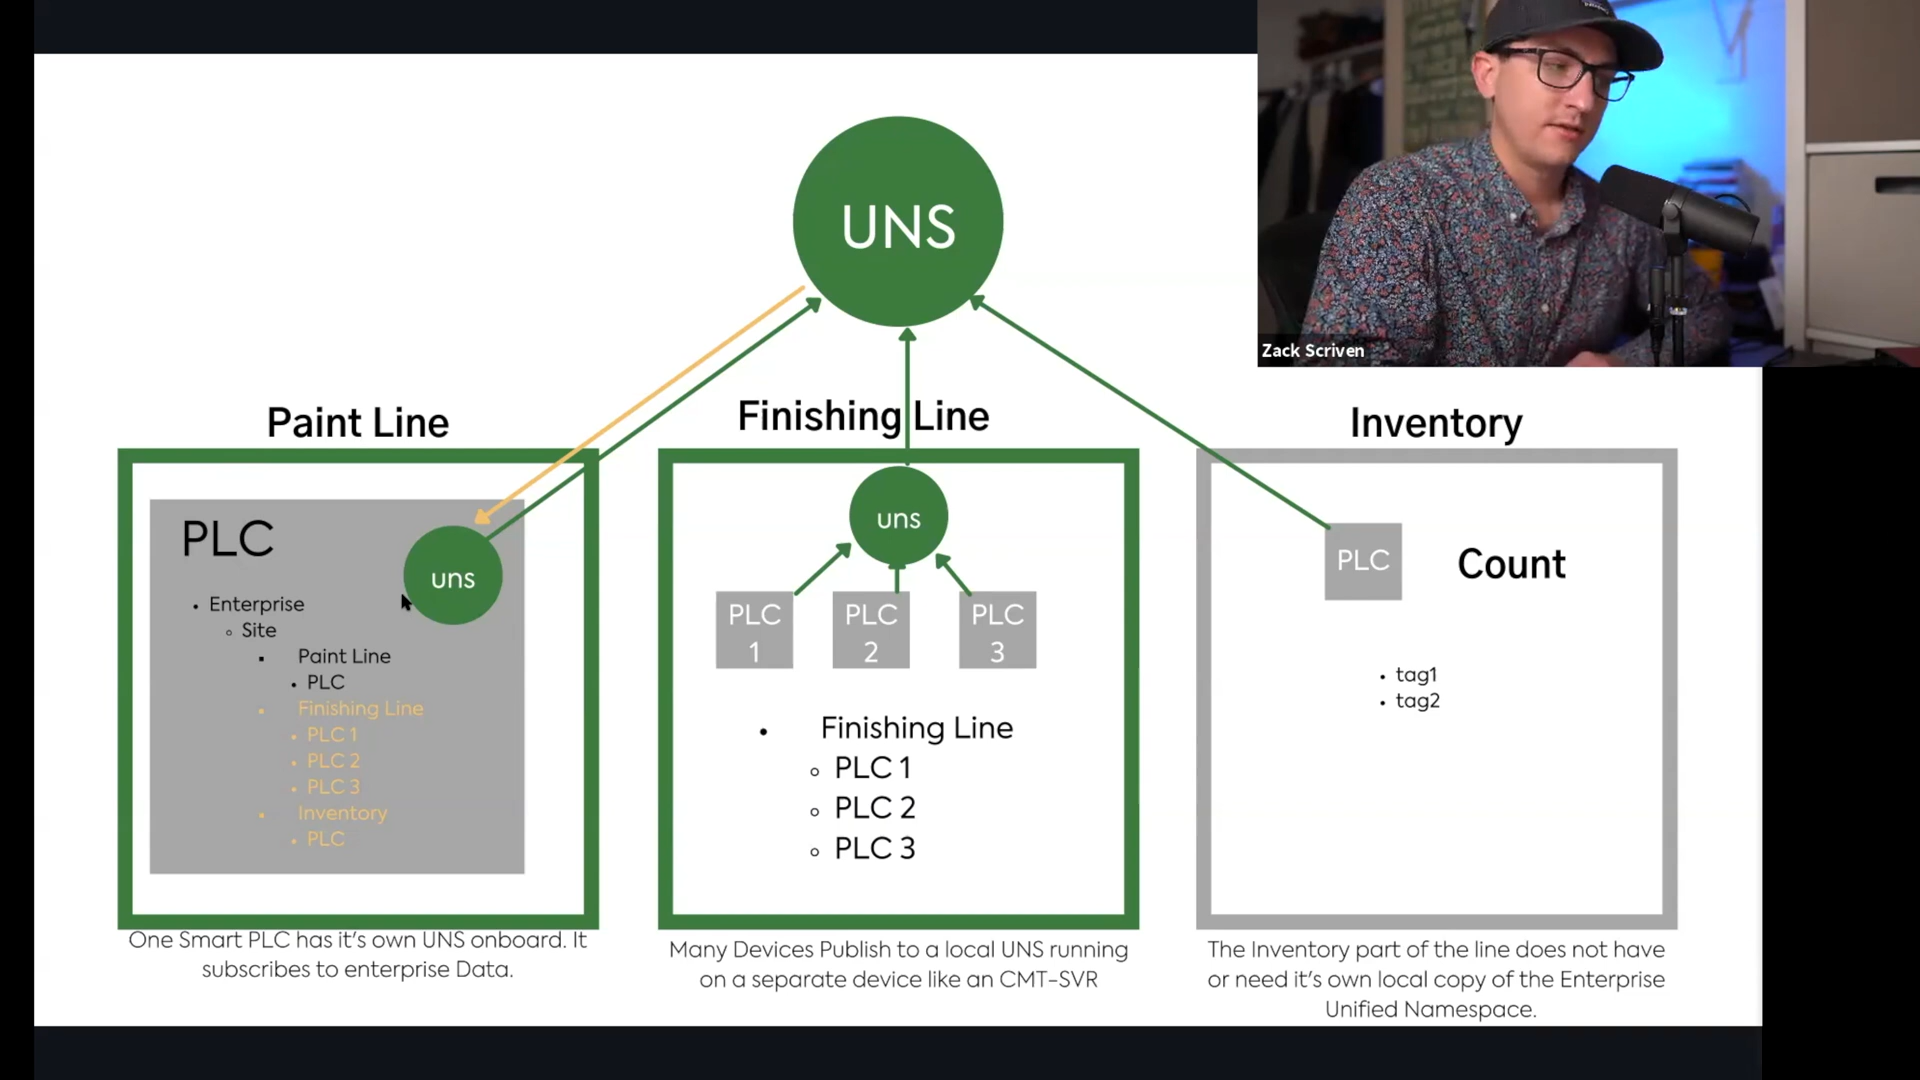 UNS
Zack Scriven
Paint Line
PLC
uns
Enterprise
Site
Paint Line
PLC
Finishing Line
PLC 1
PLC 2
PLC 3
Inventory
PLC
One Smart PLC has it's own UNS onboard. It
subscribes to enterprise Data.
Finishing Line
uns
PLC
1
PLC
2
PLC
3
Finishing Line
PLC 1
PLC 2
PLC 3
Many Devices Publish to a local UNS running
on a separate device like an CMT-SVR
Inventory
PLC
Count
tag1
tag2
The Inventory part of the line does not have
or need it's own local copy of the Enterprise
Unified Namespace.